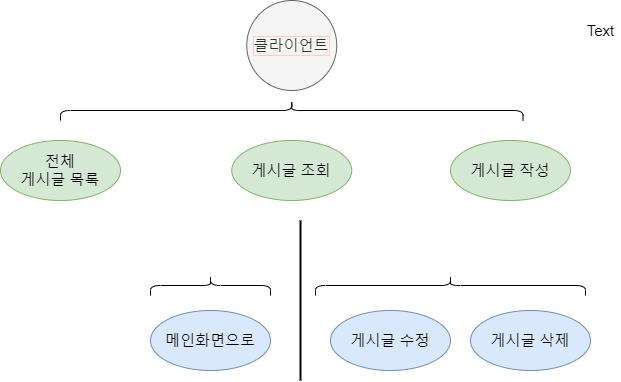 클라이언트
Text
전체
게시글 목록
게시글 조회
게시글 작성
메인화면으로
게시글 수정
게시글 삭제